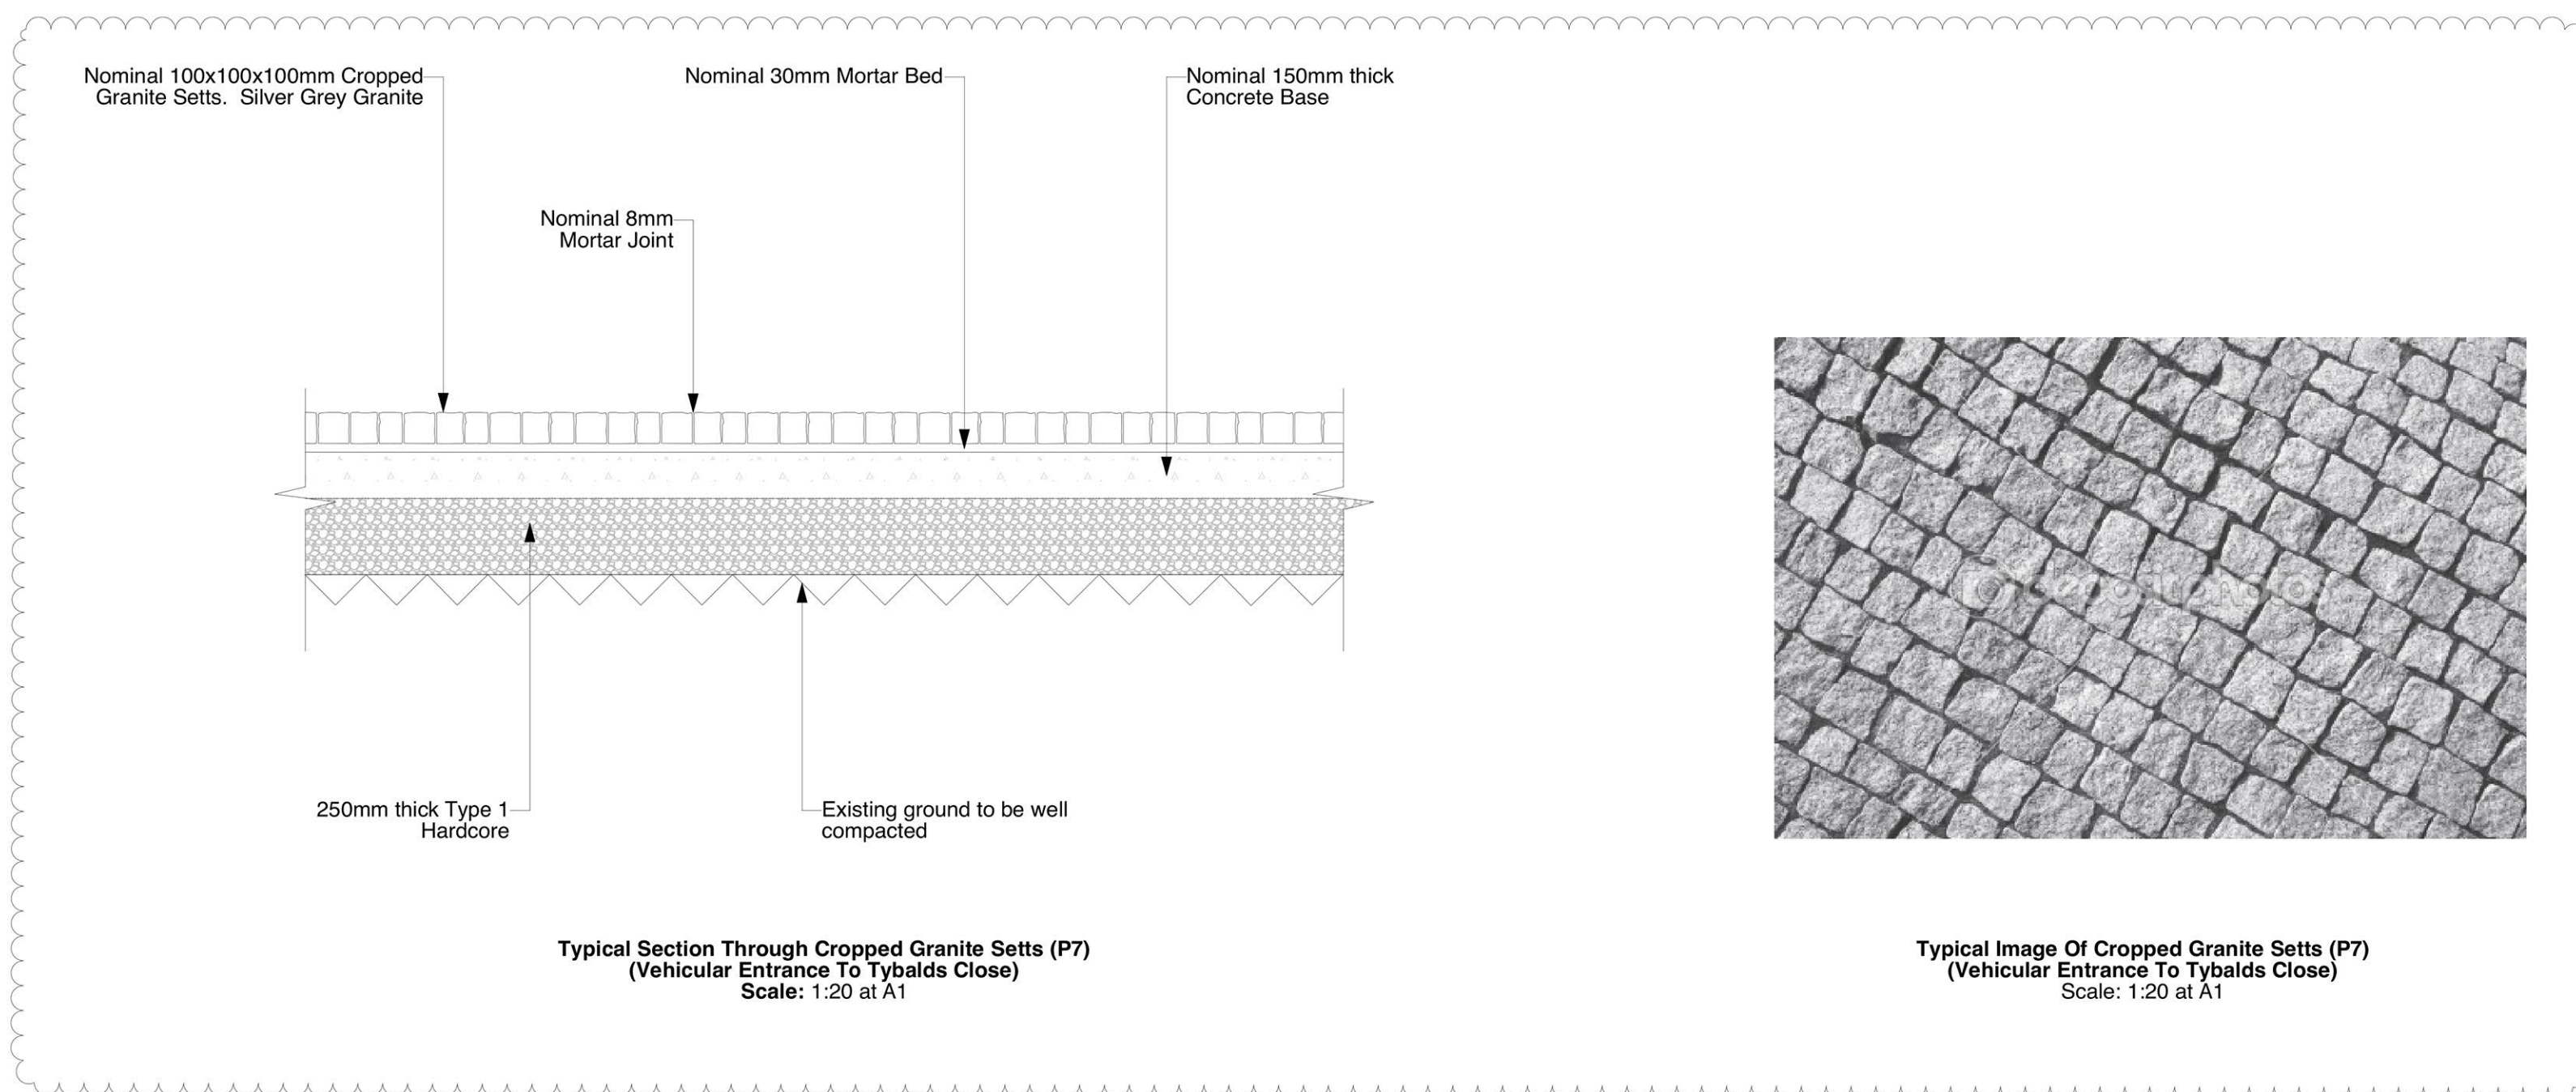 Nominal 100x100x100mm Cropped
Granite Setts.  Silver Grey Granite
Nominal 30mm Mortar Bed
Nominal 150mm thick
Concrete Base
Nominal 8mm
Mortar Joint
depositphotos
250mm thick Type 1
Hardcore
Existing ground to be well
compacted
Typical Section Through Cropped Granite Setts (P7)
(Vehicular Entrance To Tybalds Close)
Scale: 1:20 at A1
Typical Image Of Cropped Granite Setts (P7)
(Vehicular Entrance To Tybalds Close)
Scale: 1:20 at A1